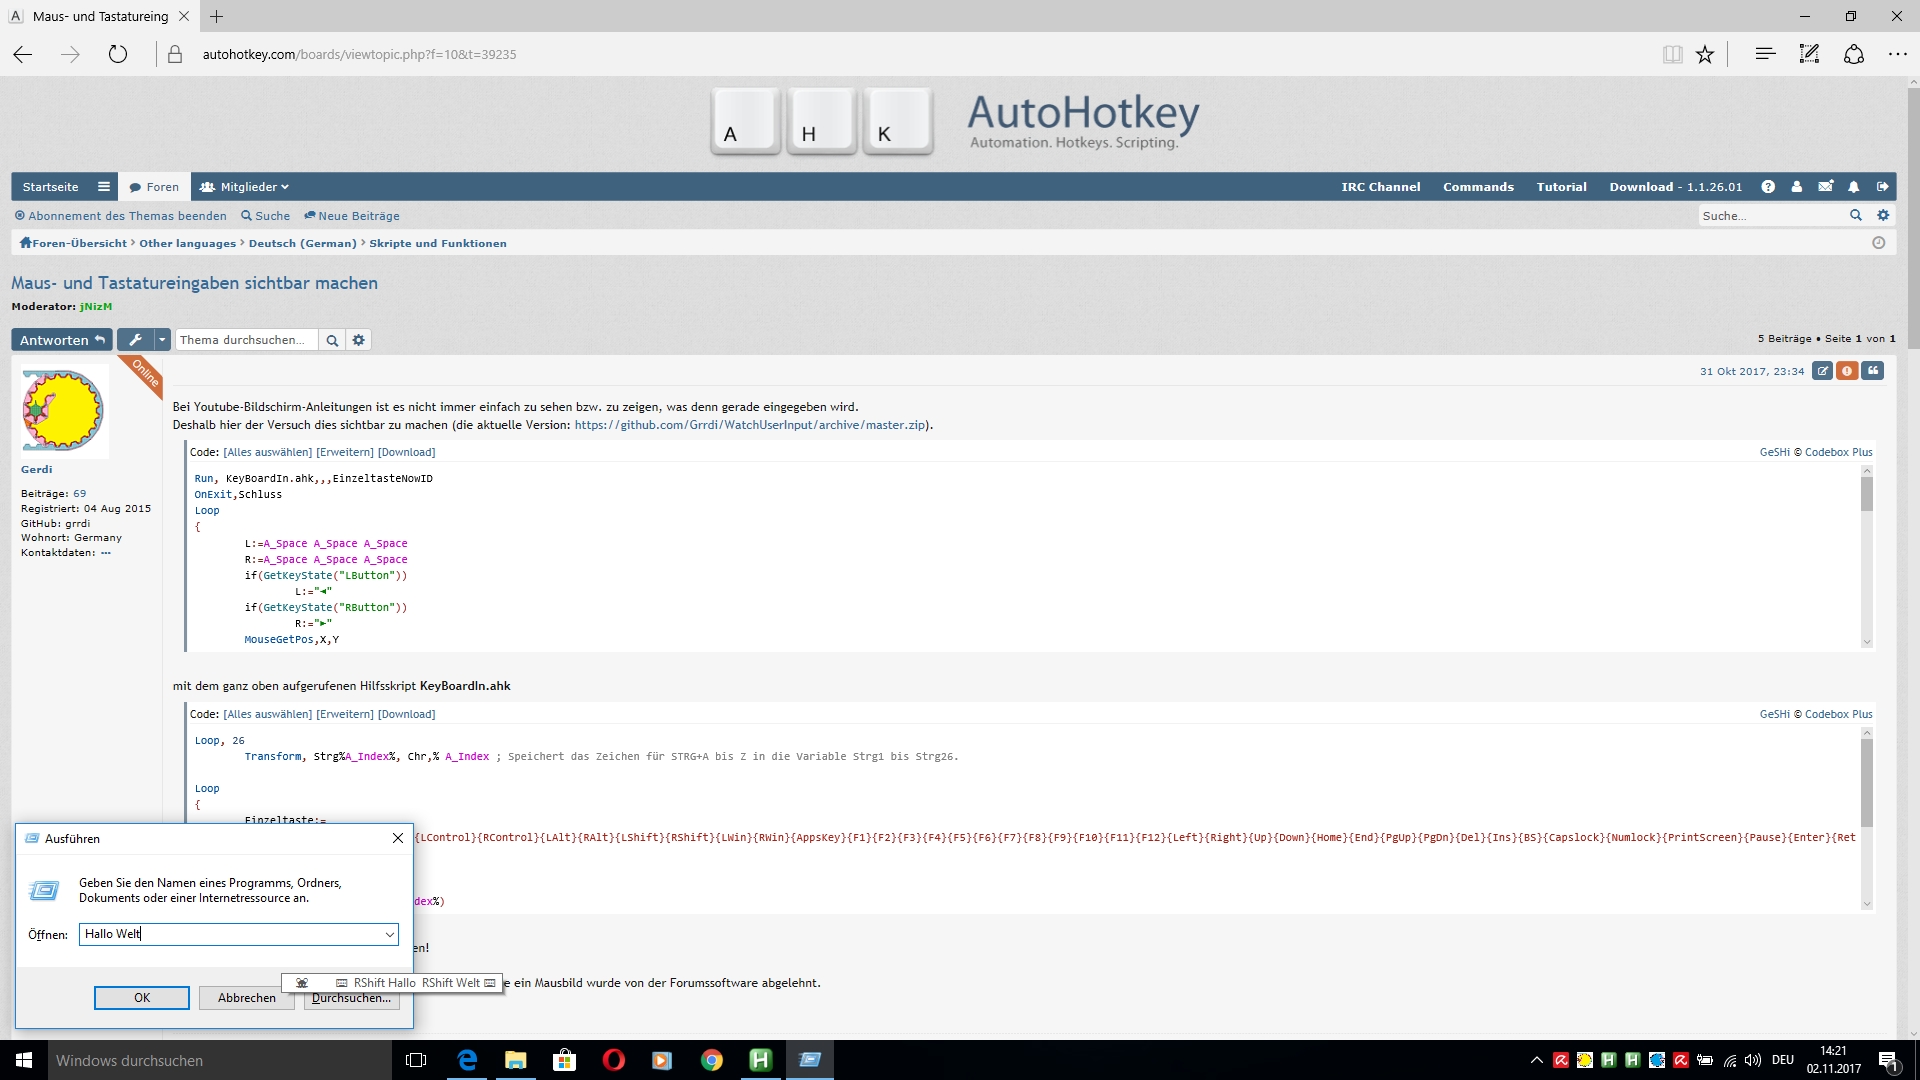 Maus- und Tastatureing
autohotkey.com/boards/viewtopic.php?f=10&t=39235
A H K
AutoHotkey
Automation. Hotkeys. Scripting.
Startseite Foren Mitglieder IRC Channel Commands Tutorial Download - 1.1.26.01
Abonnement des Themas beenden Suche Neue Beiträge Suche...
Foren-Übersicht › Other languages › Deutsch (German) › Skripte und Funktionen
Maus- und Tastatureingaben sichtbar machen
Moderator: jNizM
Antworten Thema durchsuchen... 5 Beiträge • Seite 1 von 1
Online
31 Okt 2017, 23:34
Gerdi
Beiträge: 69
Registriert: 04 Aug 2015
GitHub: grrdi
Wohnort: Germany
Kontaktdaten:
Bei Youtube-Bildschirm-Anleitungen ist es nicht immer einfach zu sehen bzw. zu zeigen, was denn gerade eingegeben wird.
Deshalb hier der Versuch dies sichtbar zu machen (die aktuelle Version: https://github.com/Grrdi/WatchUserInput/archive/master.zip).
Code: [Alles auswählen] [Erweitern] [Download] GeSHi © Codebox Plus
Run, KeyBoardIn.ahk,,,EinzeltasteNowID
OnExit,Schluss
Loop
{
L:=A_Space A_Space A_Space
R:=A_Space A_Space A_Space
if(GetKeyState("LButton"))
L:="◄"
if(GetKeyState("RButton"))
R:="►"
MouseGetPos,X,Y
mit dem ganz oben aufgerufenen Hilfsskript KeyBoardIn.ahk
Code: [Alles auswählen] [Erweitern] [Download] GeSHi © Codebox Plus
Loop, 26
Transform, Strg%A_Index%, Chr,% A_Index ; Speichert das Zeichen für STRG+A bis Z in die Variable Strg1 bis Strg26.
Loop
{
Einzeltaste:=
{LControl}{RControl}{LAlt}{RAlt}{LShift}{RShift}{LWin}{RWin}{AppsKey}{F1}{F2}{F3}{F4}{F5}{F6}{F7}{F8}{F9}{F10}{F11}{F12}{Left}{Right}{Up}{Down}{Home}{End}{PgUp}{PgDn}{Del}{Ins}{BS}{Capslock}{Numlock}{PrintScreen}{Pause}{Enter}{Ret
dex%)
en!
e ein Mausbild wurde von der Forumssoftware abgelehnt.
Ausführen
Geben Sie den Namen eines Programms, Ordners,
Dokuments oder einer Internetressource an.
Öffnen: Hallo Welt
RShift Hallo RShift Welt
OK Abbrechen Durchsuchen...
Windows durchsuchen
DEU
14:21
02.11.2017
1